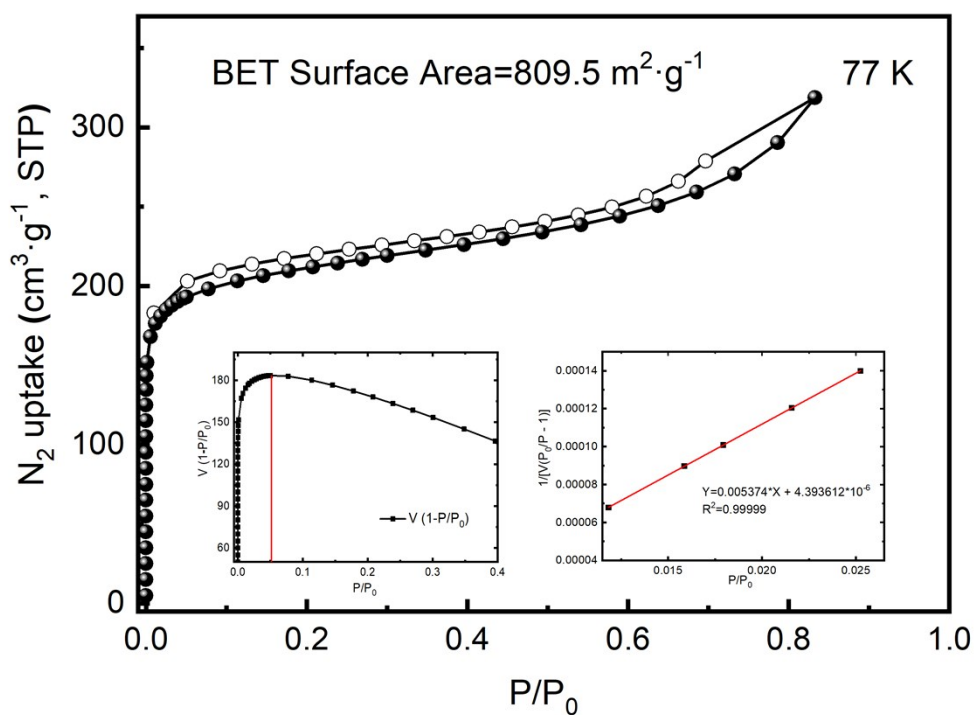 BET Surface Area=809.5 m²·g⁻¹
77 K
N₂ uptake (cm³·g⁻¹ , STP)
300
200
100
0
0.0 0.2 0.4 0.6 0.8 1.0
P/P₀
V (1-P/P₀)
180
150
120
90
60
V (1-P/P₀)
0.0 0.1 0.2 0.3 0.4
P/P₀
1/[V(P₀/P - 1)]
0.00014
0.00012
0.00010
0.00008
0.00006
0.00004
Y=0.005374*X + 4.393612*10⁻⁶
R²=0.99999
0.015 0.020 0.025
P/P₀